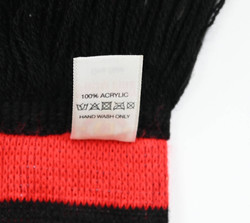 100% ACRYLIC
HAND WASH ONLY